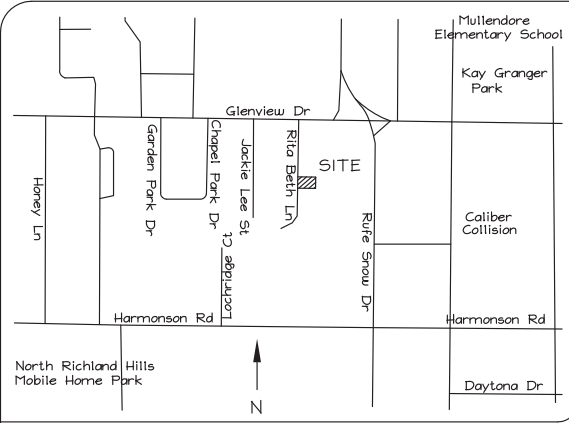 Mullendore
Elementary School
Kay Granger
Park
Glenview Dr
Garden Park Dr
Chapel Park Dr
Jackie Lee St
Rita Beth Ln
SITE
Honey Ln
Rufe Snow Dr
Caliber
Collision
Lochridge Ct
Harmonson Rd
Harmonson Rd
North Richland Hills
Mobile Home Park
Daytona Dr
N